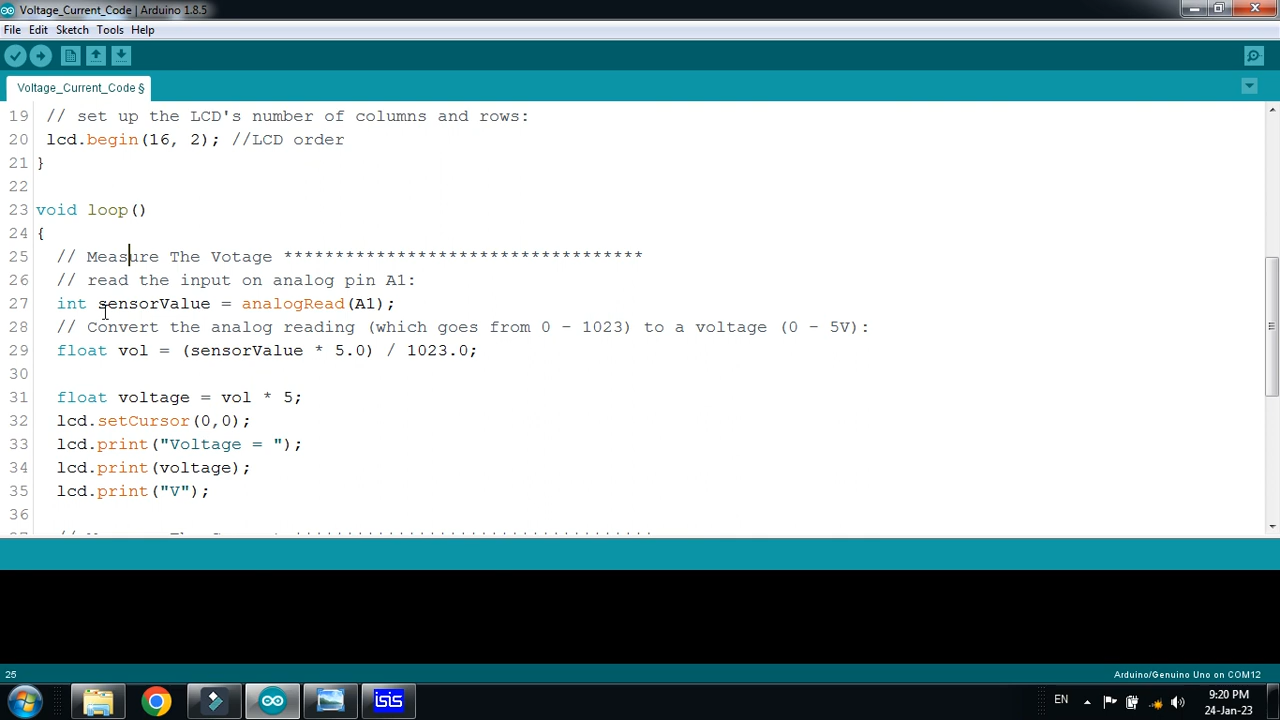 Voltage_Current_Code | Arduino 1.8.5
File Edit Sketch Tools Help
Voltage_Current_Code §
19 // set up the LCD's number of columns and rows:
20 lcd.begin(16, 2); //LCD order
21 }
22
23 void loop()
24 {
25 // Measure The Votage ***********************************
26 // read the input on analog pin A1:
27 int sensorValue = analogRead(A1);
28 // Convert the analog reading (which goes from 0 - 1023) to a voltage (0 - 5V):
29 float vol = (sensorValue * 5.0) / 1023.0;
30
31 float voltage = vol * 5;
32 lcd.setCursor(0,0);
33 lcd.print("Voltage = ");
34 lcd.print(voltage);
35 lcd.print("V");
36
25 Arduino/Genuino Uno on COM12
isis EN 9:20 PM
24-Jan-23